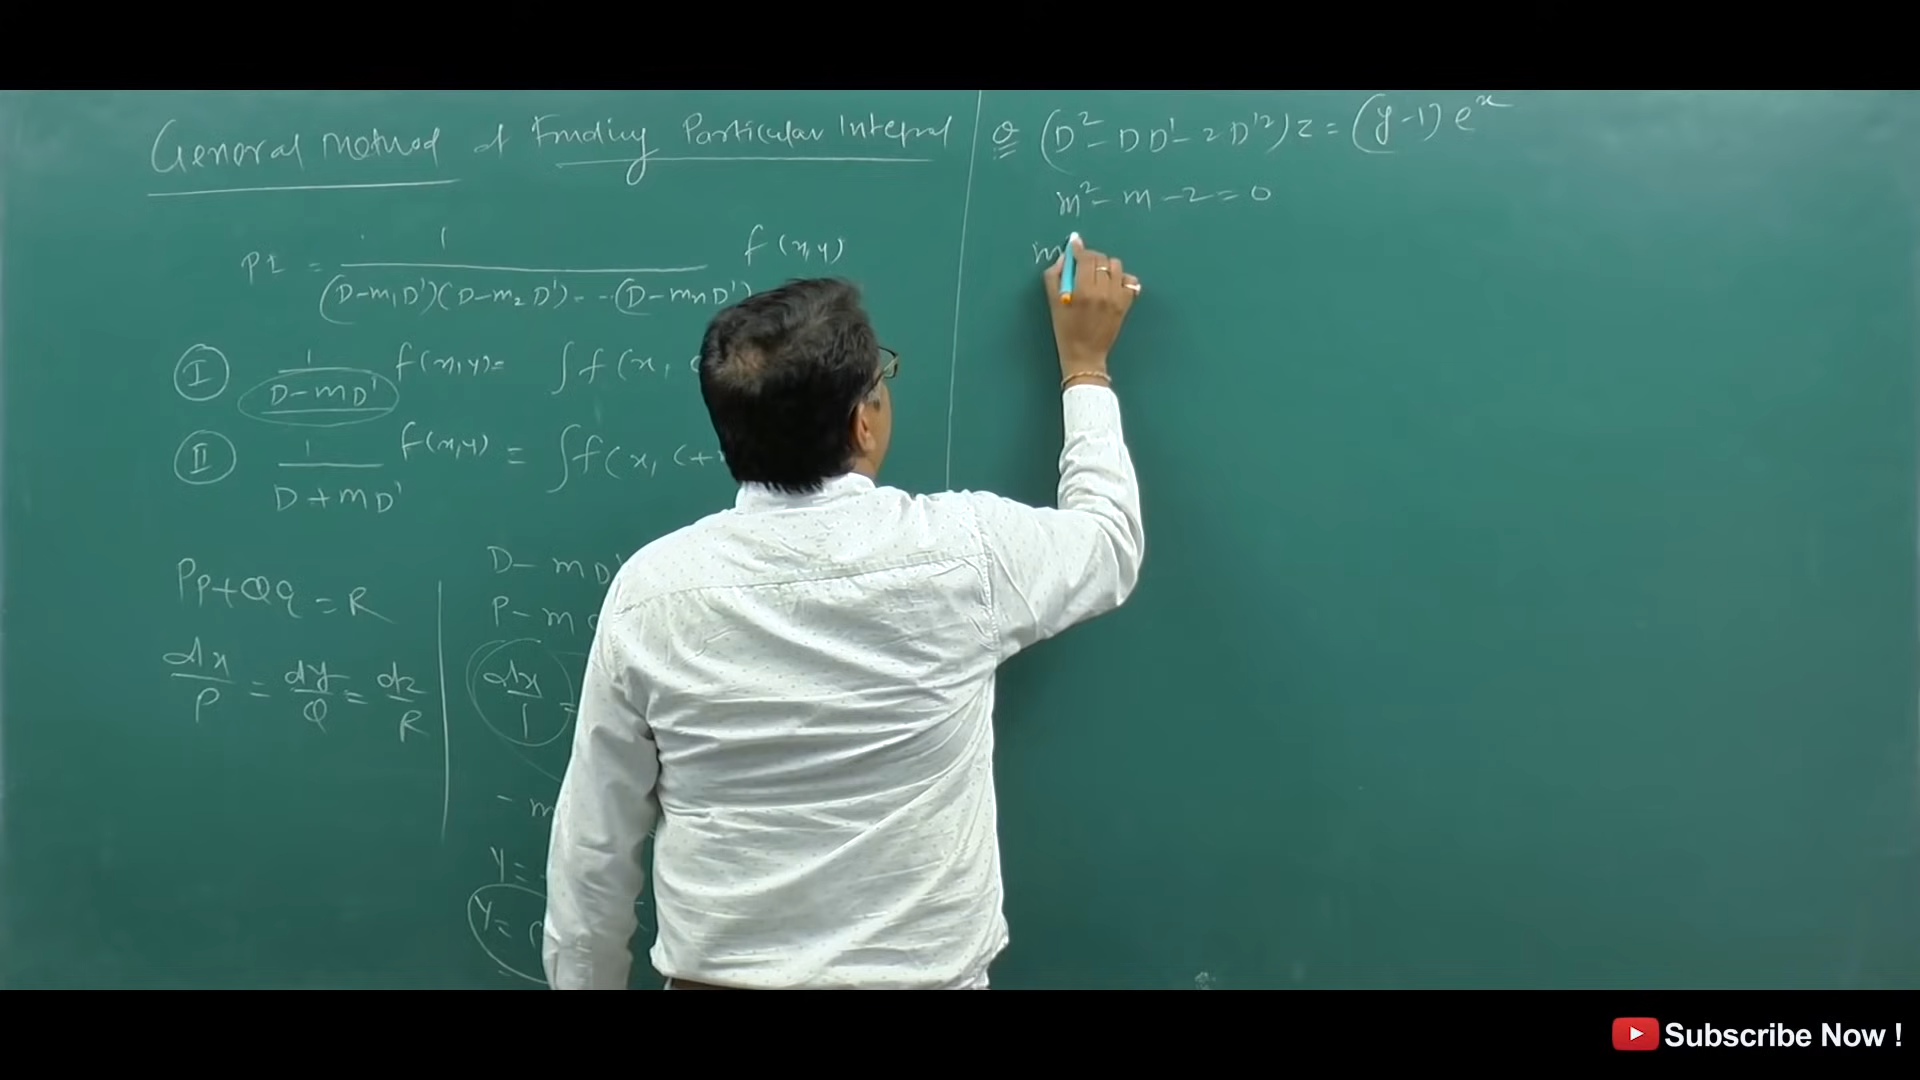 General Method of Finding Particular Integral
PI = 1 / (D-m₁D')(D-m₂D')--(D-mₙD') f(x,y)
I 1/(D-mD') f(x,y)= ∫f(x,
II 1/(D+mD') f(x,y) = ∫f(x, c+
Pp+Qq=R
dx/P = dy/Q = dz/R
D-mD'
P-m
dx/1 =
-m
y=
y=
Q (D²-DD'-2D'²)z=(y-1)eˣ
m²-m-2=0
m
Subscribe Now !